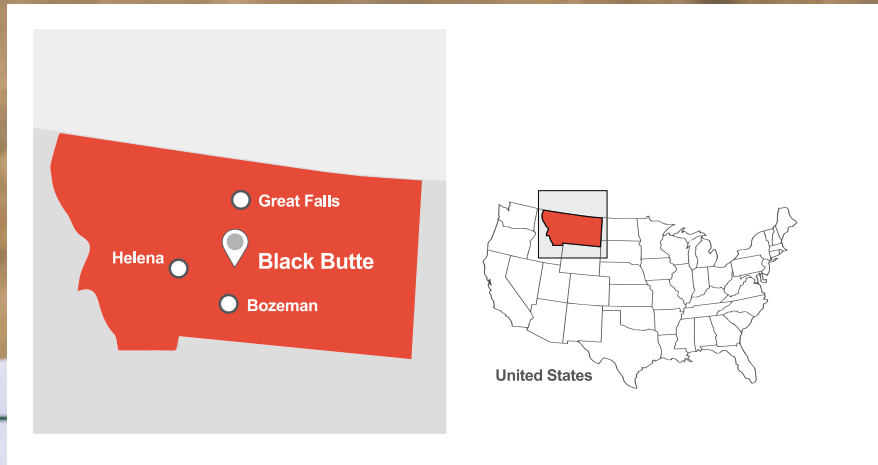 Great Falls
Helena
Black Butte
Bozeman
United States